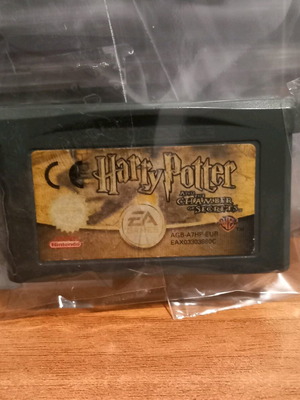 CE Harry Potter
AND THE
CHAMBER
OF SECRETS
EA
Nintendo
AGB-A7HP-EUR